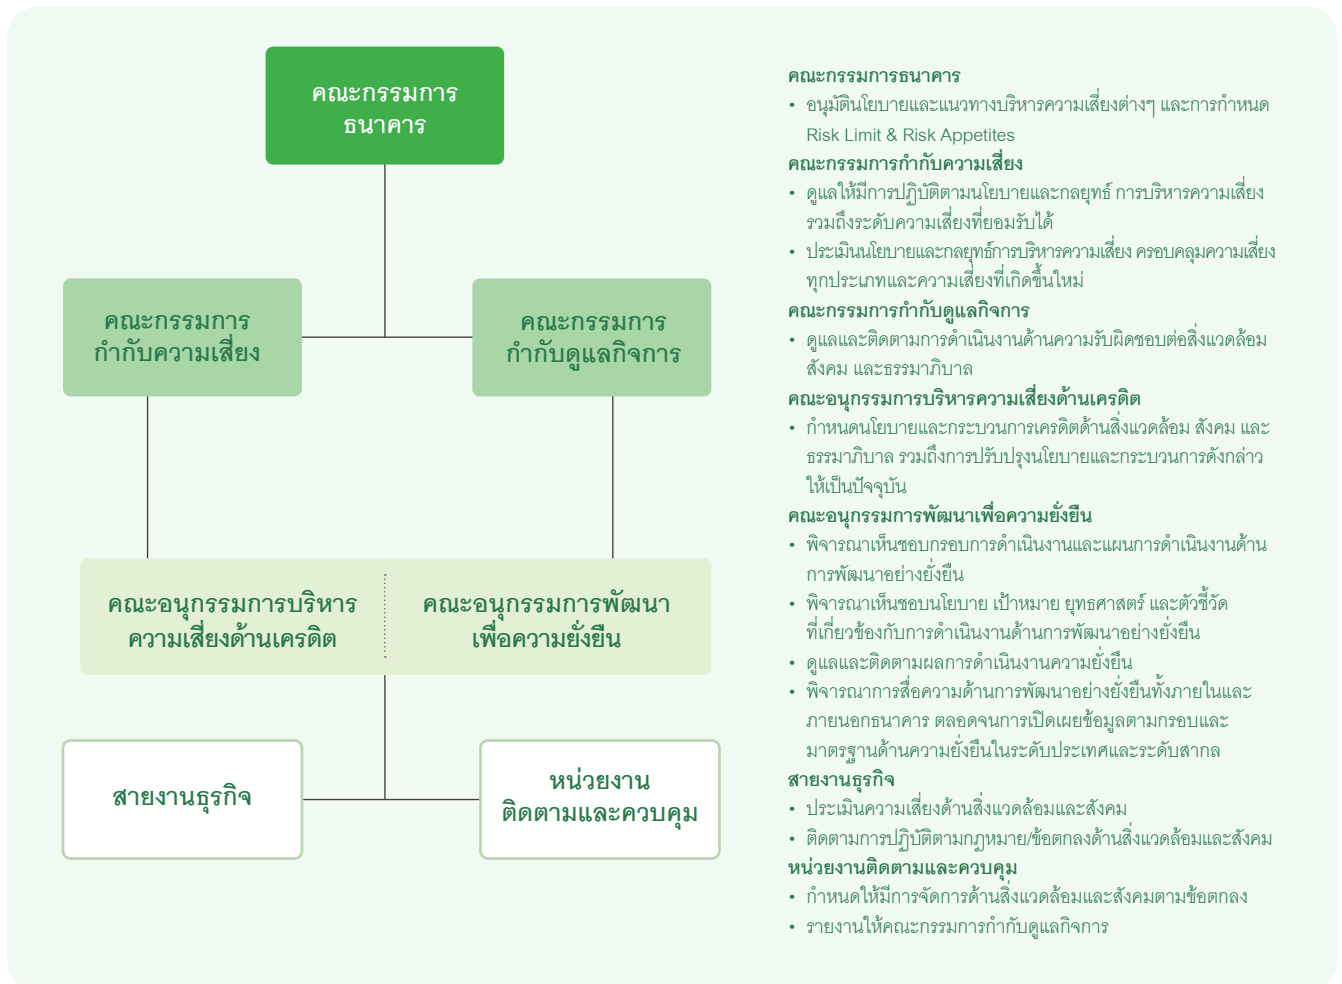 คณะกรรมการ
ธนาคาร
คณะกรรมการ
กำกับความเสี่ยง
คณะกรรมการ
กำกับดูแลกิจการ
คณะอนุกรรมการบริหาร
ความเสี่ยงด้านเครดิต
คณะอนุกรรมการพัฒนา
เพื่อความยั่งยืน
สายงานธุรกิจ
หน่วยงาน
ติดตามและควบคุม
คณะกรรมการธนาคาร
• อนุมัตินโยบายและแนวทางบริหารความเสี่ยงต่างๆ และการกำหนด
Risk Limit & Risk Appetites
คณะกรรมการกำกับความเสี่ยง
• ดูแลให้มีการปฏิบัติตามนโยบายและกลยุทธ์ การบริหารความเสี่ยง
รวมถึงระดับความเสี่ยงที่ยอมรับได้
• ประเมินนโยบายและกลยุทธ์การบริหารความเสี่ยง ครอบคลุมความเสี่ยง
ทุกประเภทและความเสี่ยงที่เกิดขึ้นใหม่
คณะกรรมการกำกับดูแลกิจการ
• ดูแลและติดตามการดำเนินงานด้านความรับผิดชอบต่อสิ่งแวดล้อม
สังคม และธรรมาภิบาล
คณะอนุกรรมการบริหารความเสี่ยงด้านเครดิต
• กำหนดนโยบายและกระบวนการเครดิตด้านสิ่งแวดล้อม สังคม และ
ธรรมาภิบาล รวมถึงการปรับปรุงนโยบายและกระบวนการดังกล่าว
ให้เป็นปัจจุบัน
คณะอนุกรรมการพัฒนาเพื่อความยั่งยืน
• พิจารณาเห็นชอบกรอบการดำเนินงานและแผนการดำเนินงานด้าน
การพัฒนาอย่างยั่งยืน
• พิจารณาเห็นชอบนโยบาย เป้าหมาย ยุทธศาสตร์ และตัวชี้วัด
ที่เกี่ยวข้องกับการดำเนินงานด้านการพัฒนาอย่างยั่งยืน
• ดูแลและติดตามผลการดำเนินงานความยั่งยืน
• พิจารณาการสื่อความด้านการพัฒนาอย่างยั่งยืนทั้งภายในและ
ภายนอกธนาคาร ตลอดจนการเปิดเผยข้อมูลตามกรอบและ
มาตรฐานด้านความยั่งยืนในระดับประเทศและระดับสากล
สายงานธุรกิจ
• ประเมินความเสี่ยงด้านสิ่งแวดล้อมและสังคม
• ติดตามการปฏิบัติตามกฎหมาย/ข้อตกลงด้านสิ่งแวดล้อมและสังคม
หน่วยงานติดตามและควบคุม
• กำหนดให้มีการจัดการด้านสิ่งแวดล้อมและสังคมตามข้อตกลง
• รายงานให้คณะกรรมการกำกับดูแลกิจการ